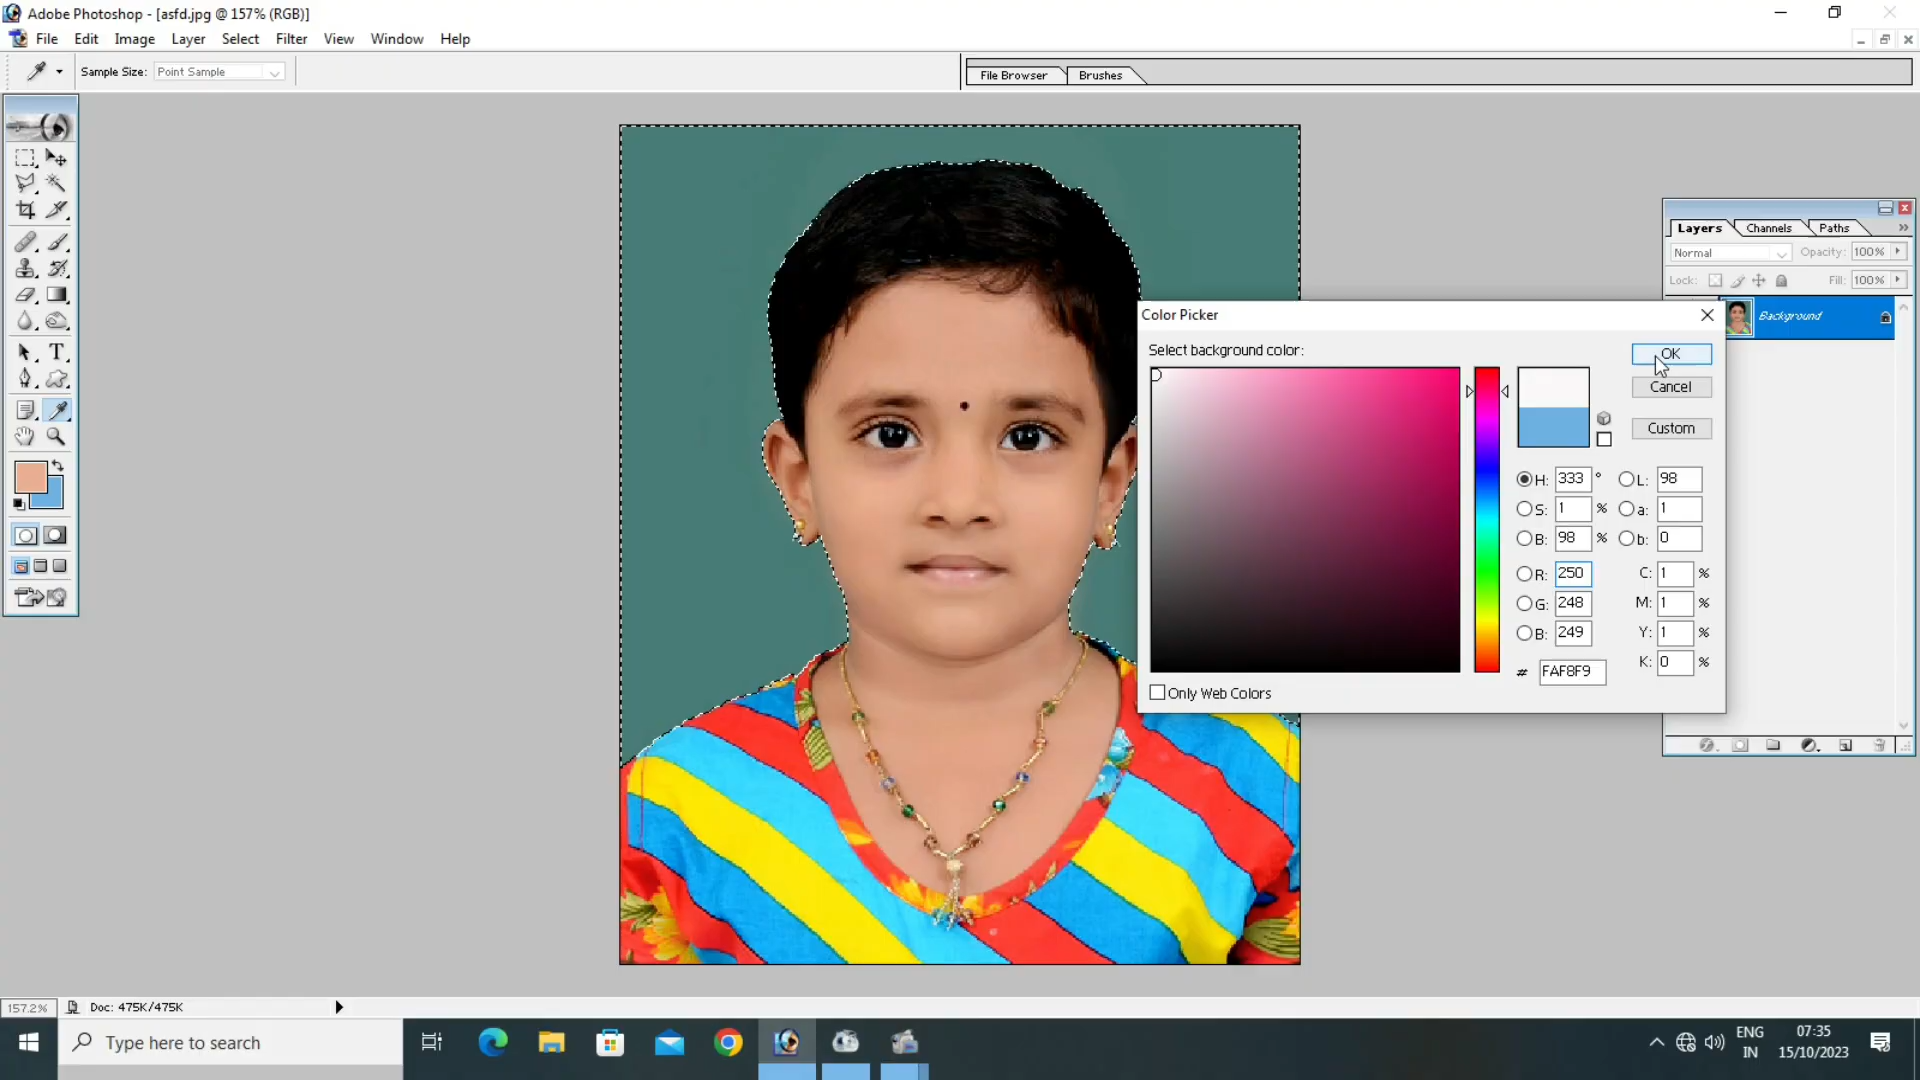 Adobe Photoshop - [asfd.jpg @ 157% (RGB)]
File Edit Image Layer Select Filter View Window Help
Sample Size: Point Sample
File Browser Brushes
Layers Channels Paths
Normal Opacity: 100%
Lock: Fill: 100%
Background
Color Picker
Select background color:
OK
Cancel
Custom
H: 333 ° L: 98
S: 1 % a: 1
B: 98 % b: 0
R: 250 C: 1 %
G: 248 M: 1 %
B: 249 Y: 1 %
K: 0 %
# FAF8F9
Only Web Colors
T
157.2% Doc: 475K/475K
Type here to search
ENG
IN
07:35
15/10/2023